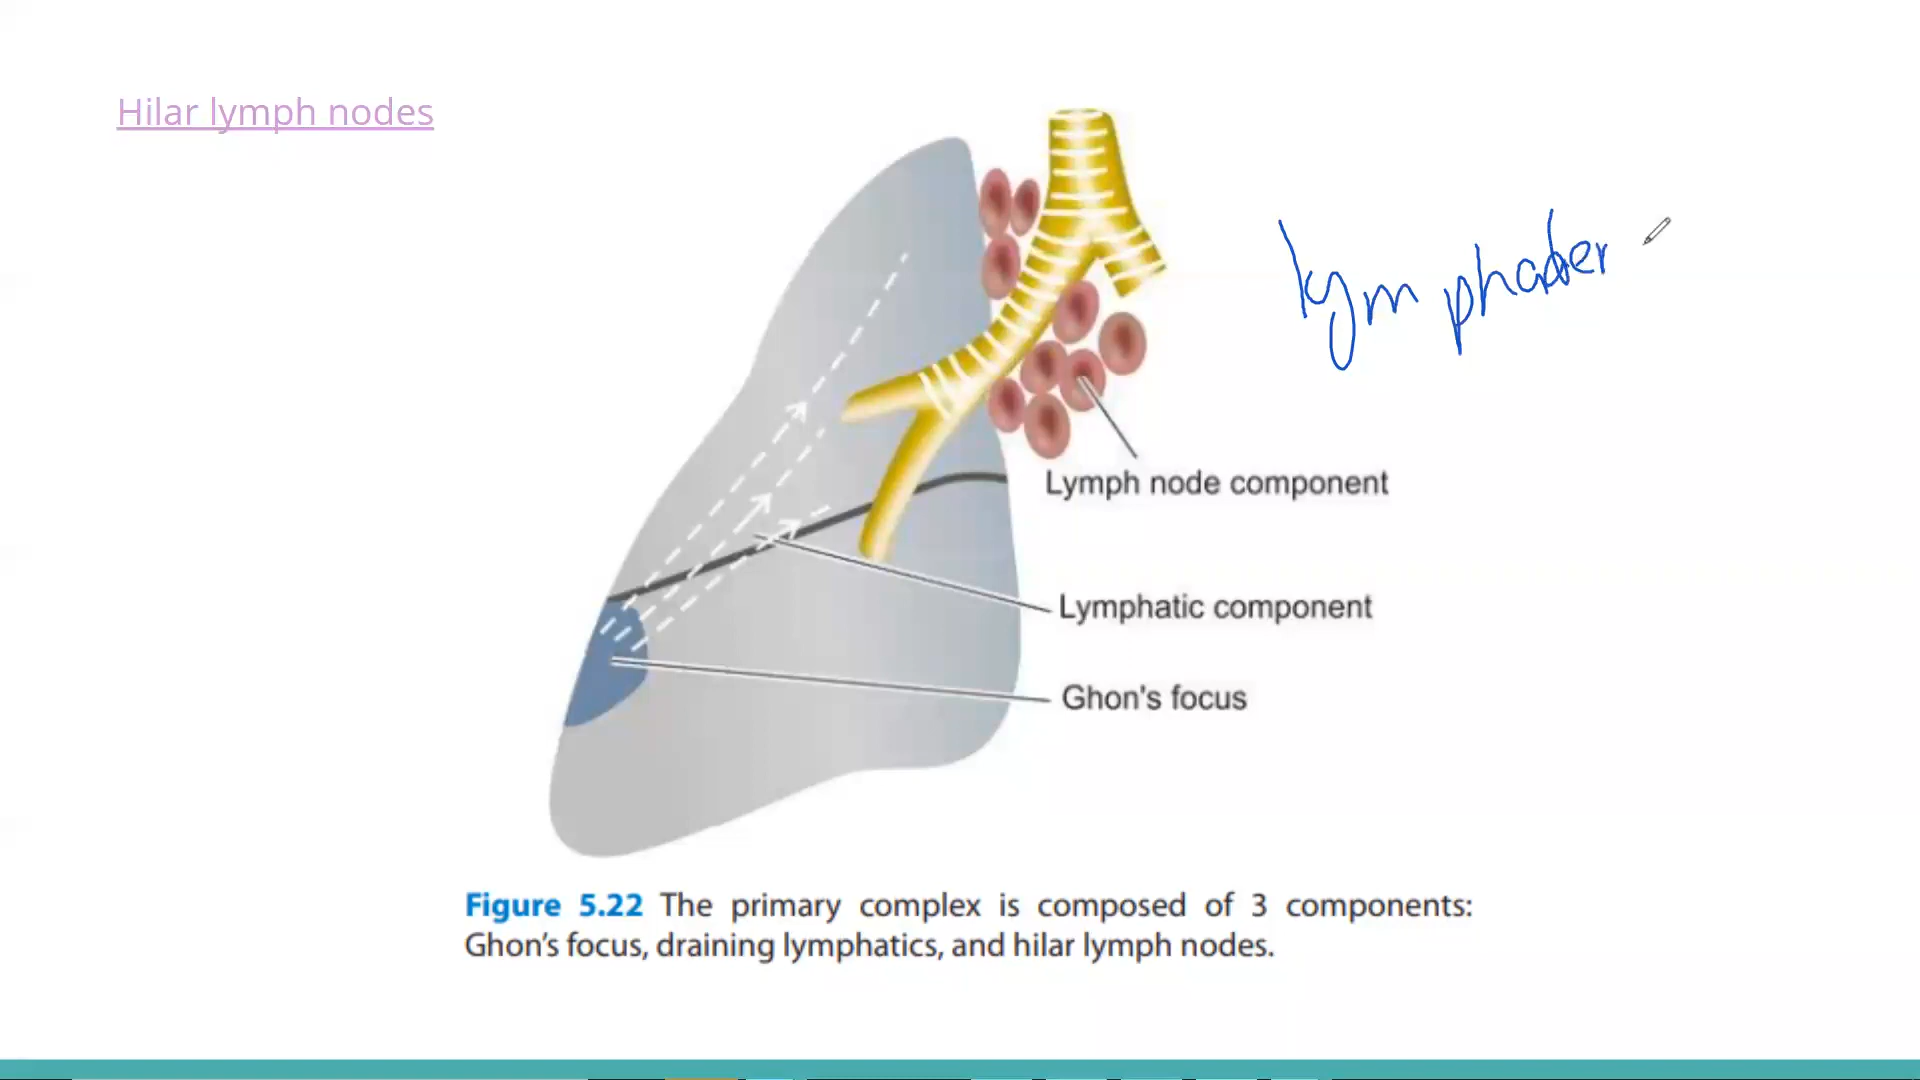 Hilar lymph nodes
lymphader
Lymph node component
Lymphatic component
Ghon's focus
Figure 5.22 The primary complex is composed of 3 components:
Ghon's focus, draining lymphatics, and hilar lymph nodes.